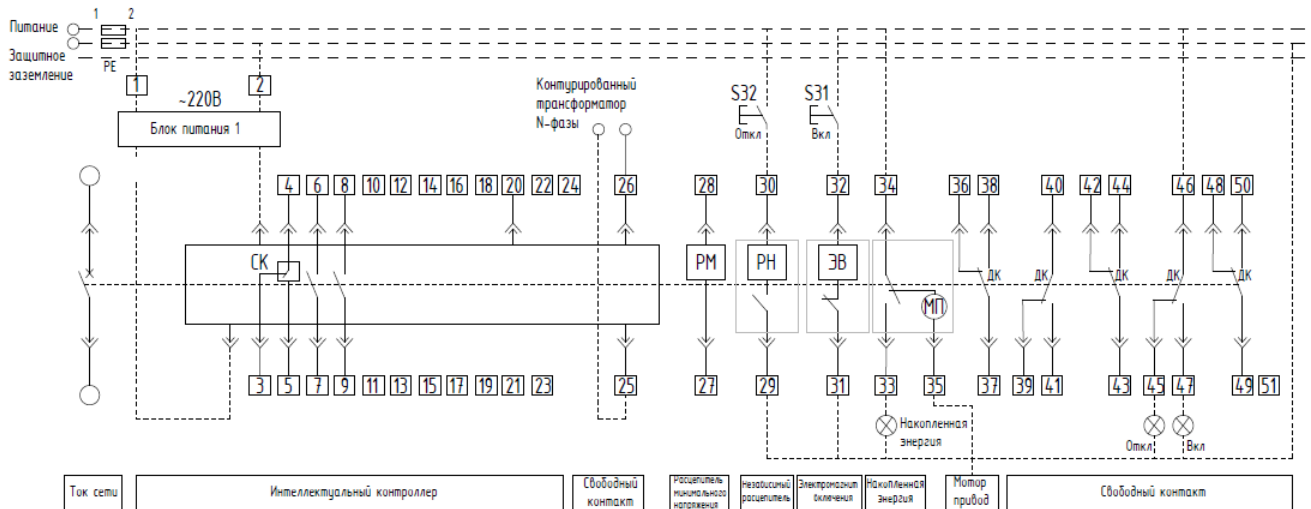 1 2
Питание
Защитное
заземление
PE
1 2
~220В
Блок питания 1
Контурированный
трансформатор
N-фазы
S32
Откл
S31
Вкл
4 6 8 10 12 14 16 18 20 22 24 26 28 30 32 34 36 38 40 42 44 46 48 50
СК
РМ
РН
ЭВ
МП
ДК
ДК
ДК
ДК
ДК
3 5 7 9 11 13 15 17 19 21 23 25 27 29 31 33 35 37 39 41 43 45 47 49 51
Накопленная
энергия
Откл
Вкл
Ток сети
Интеллектуальный контроллер
Свободный
контакт
Расцепитель
минимального
напряжения
Независимый
расцепитель
Электромагнит
включения
Накопленная
энергия
Мотор
привод
Свободный контакт